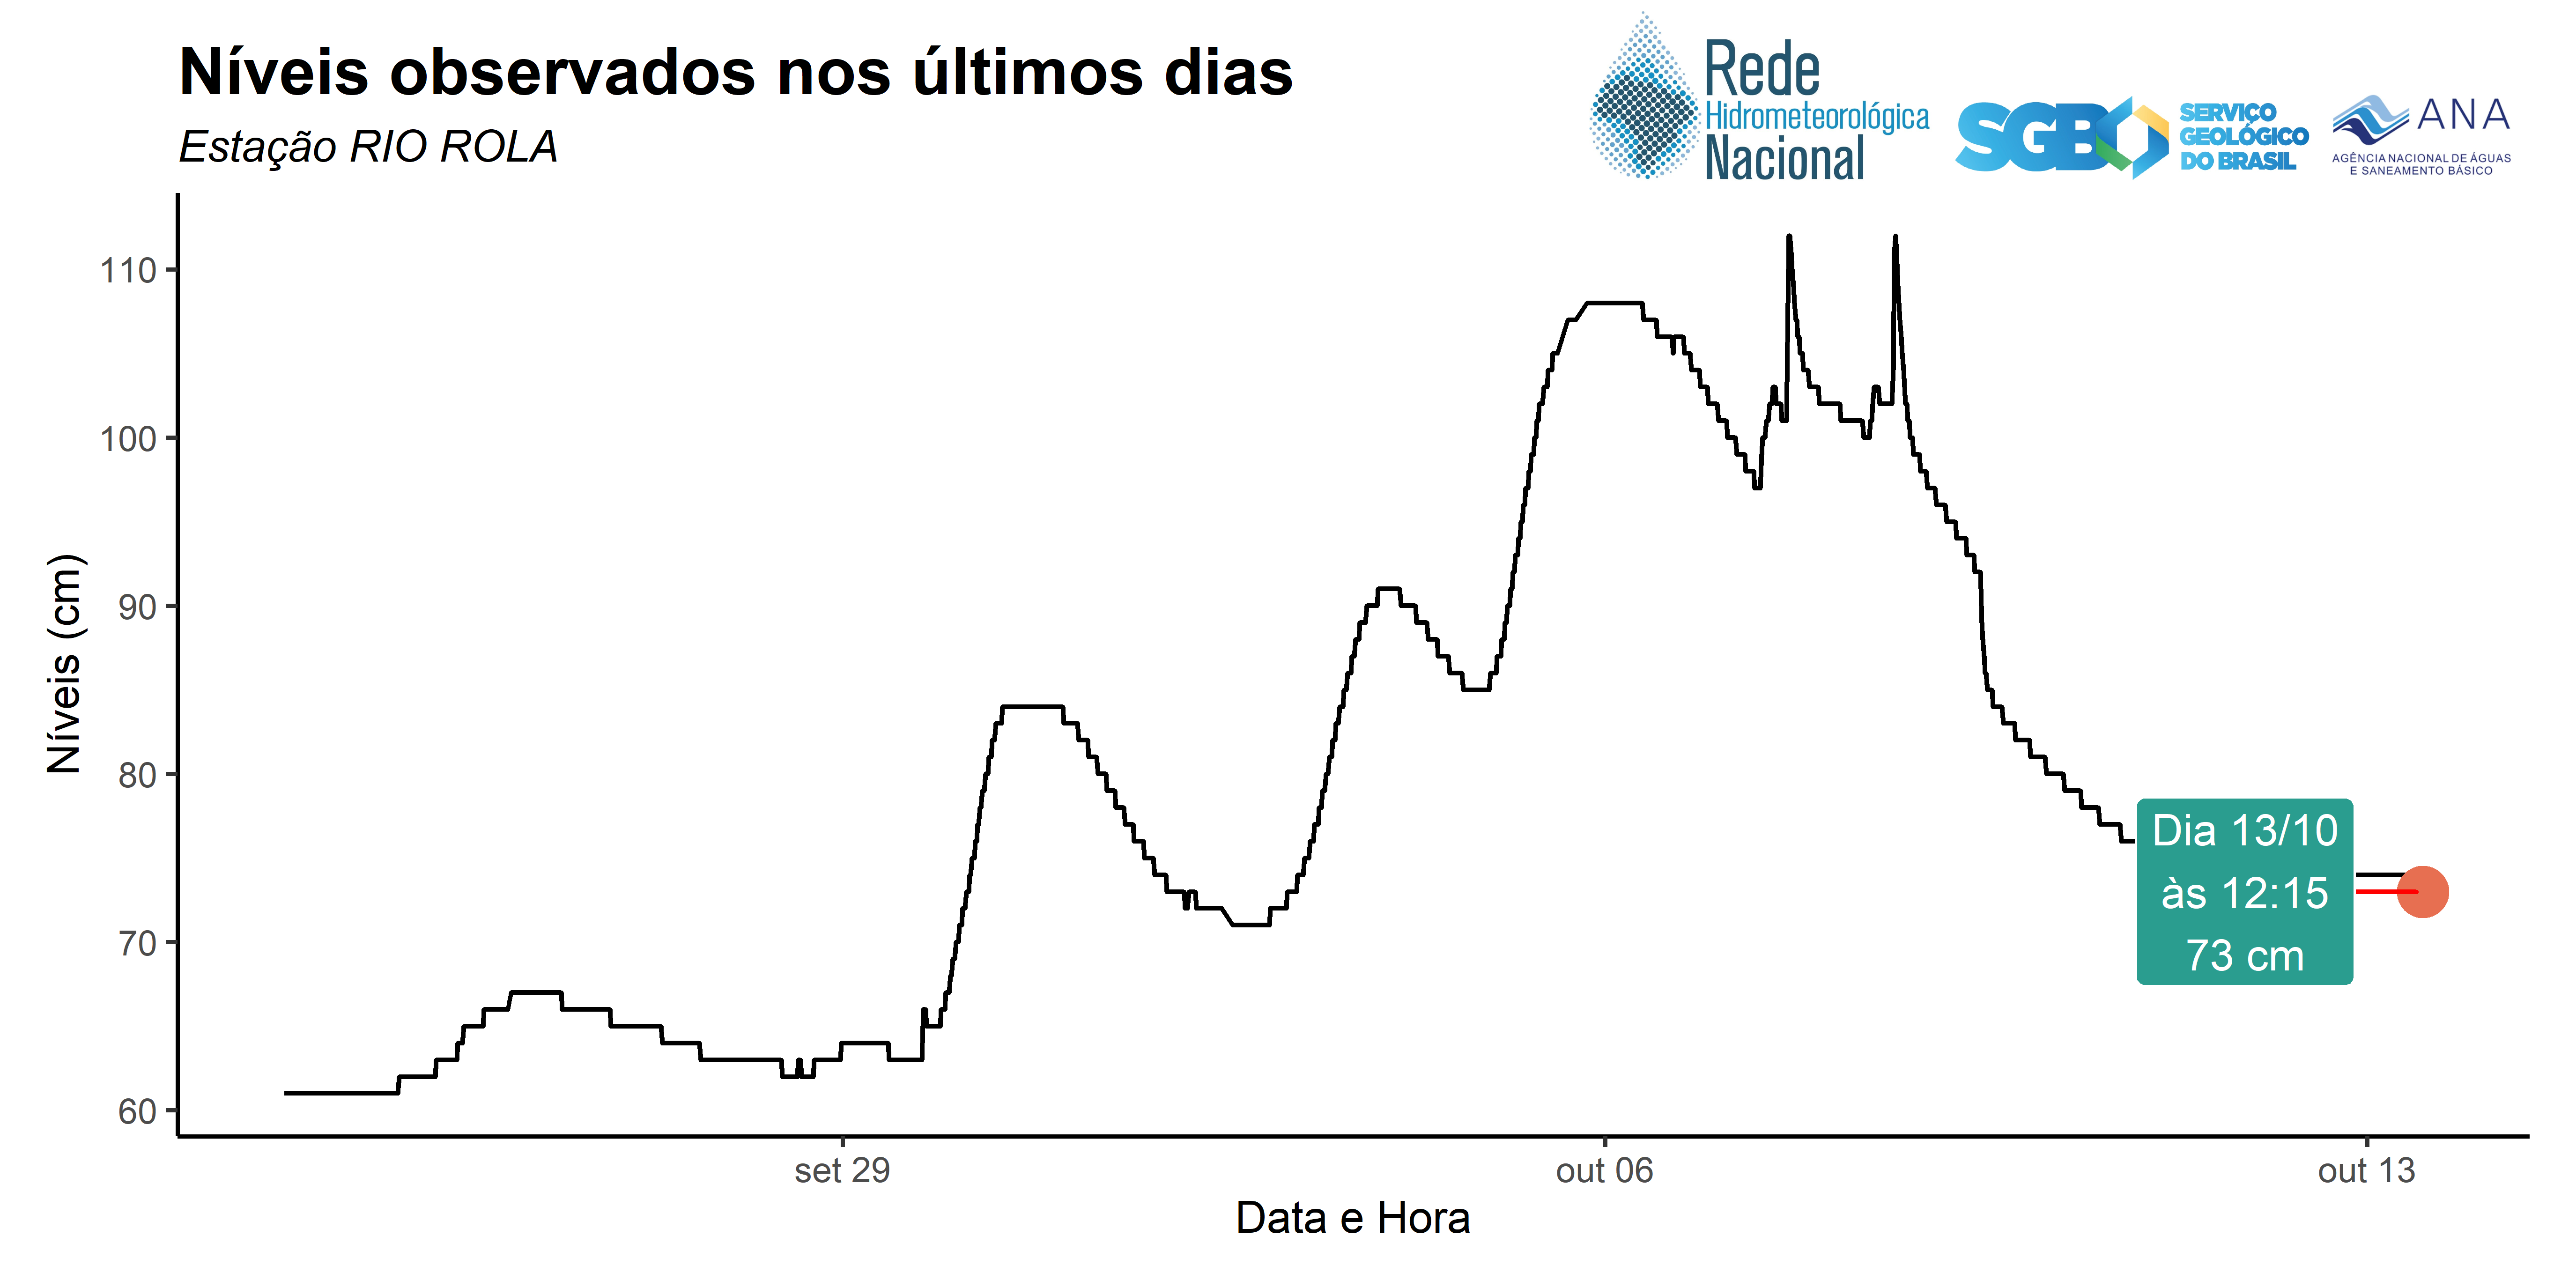 Níveis observados nos últimos dias
Estação RIO ROLA
Rede
Hidrometeorológica
Nacional
SGB
SERVIÇO
GEOLÓGICO
DO BRASIL
ANA
AGÊNCIA NACIONAL DE ÁGUAS
E SANEAMENTO BÁSICO
Níveis (cm)
110
100
90
80
70
60
Dia 13/10
às 12:15
73 cm
set 29
out 06
out 13
Data e Hora